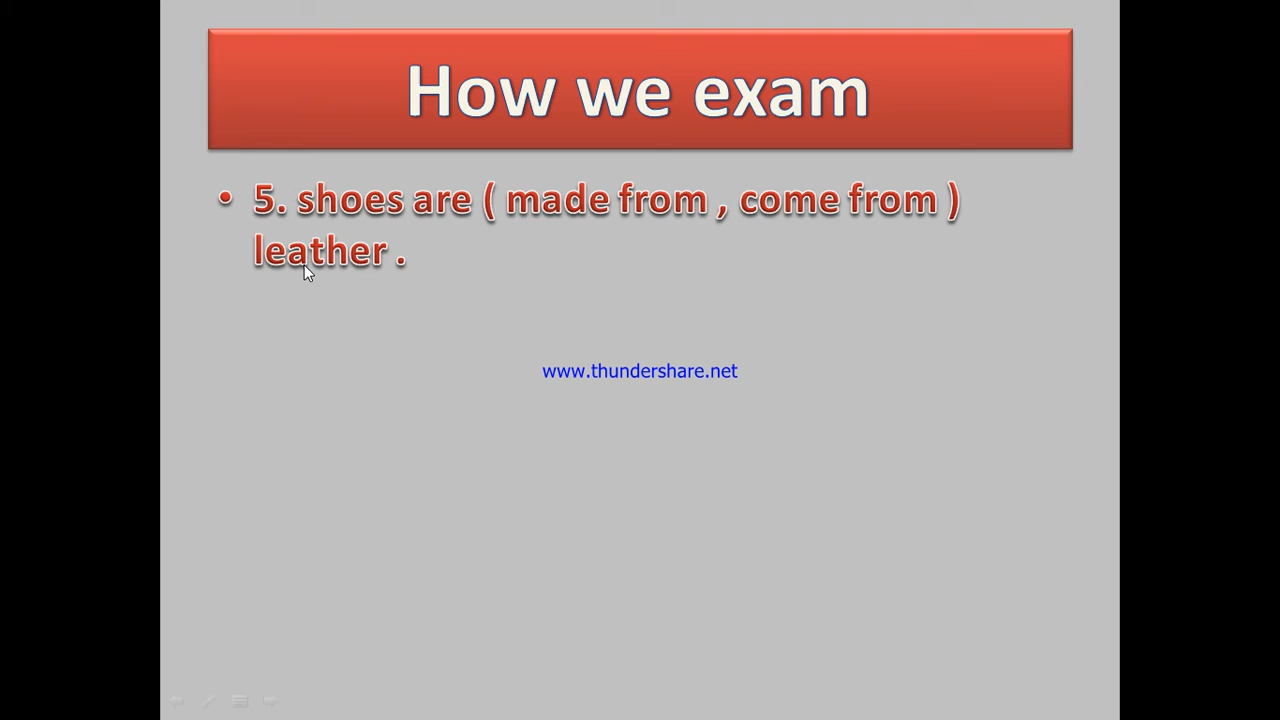 How we exam
• 5. shoes are ( made from , come from )
leather .
www.thundershare.net